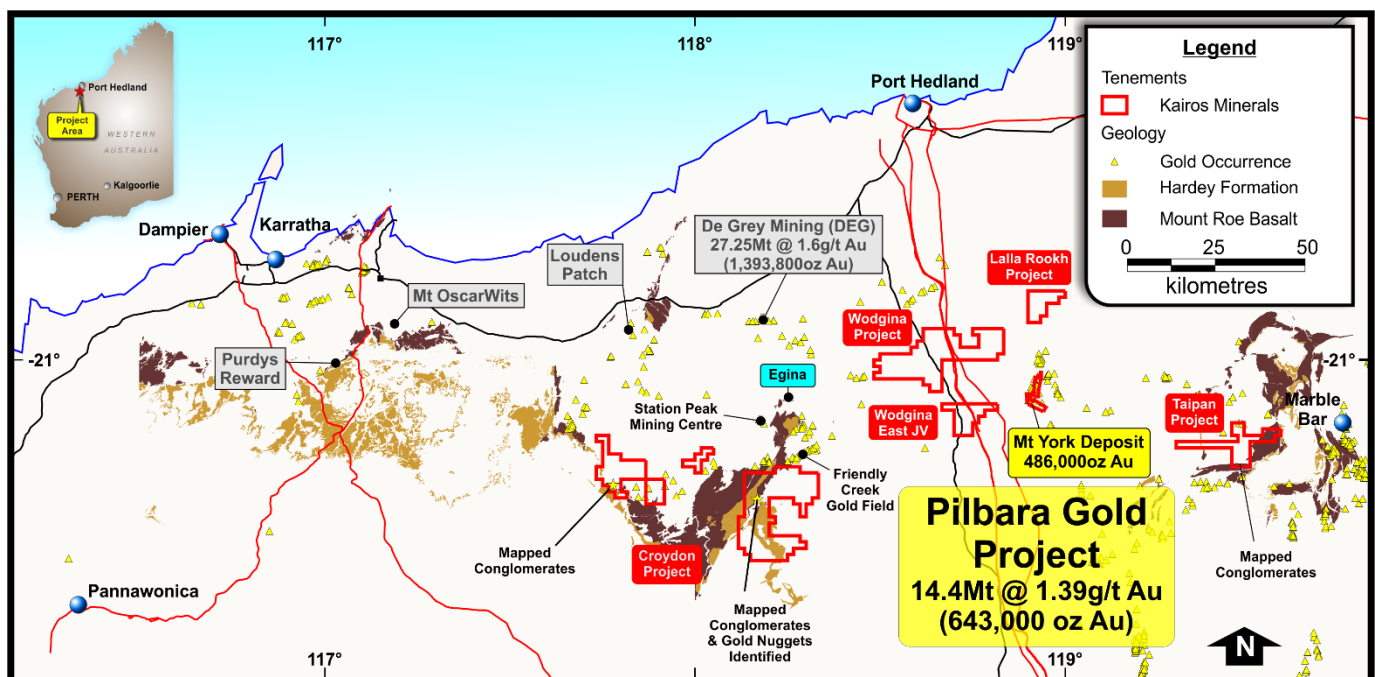 117°
118°
119°
Port Hedland
Project
Area
WESTERN
AUSTRALIA
Kalgoorlie
PERTH
Legend
Tenements
Kairos Minerals
Geology
Gold Occurrence
Hardey Formation
Mount Roe Basalt
0 25 50
kilometres
Port Hedland
Dampier
Karratha
Loudens
Patch
De Grey Mining (DEG)
27.25Mt @ 1.6g/t Au
(1,393,800oz Au)
Lalla Rookh
Project
Mt OscarWits
Wodgina
Project
Purdys
Reward
-21°
-21°
Egina
Station Peak
Mining Centre
Wodgina
East JV
Taipan
Project
Marble
Bar
Mt York Deposit
486,000oz Au
Friendly
Creek
Gold Field
Pilbara Gold
Project
14.4Mt @ 1.39g/t Au
(643,000 oz Au)
Mapped
Conglomerates
Croydon
Project
Mapped
Conglomerates
Pannawonica
Mapped
Conglomerates
& Gold Nuggets
Identified
N
117°
119°